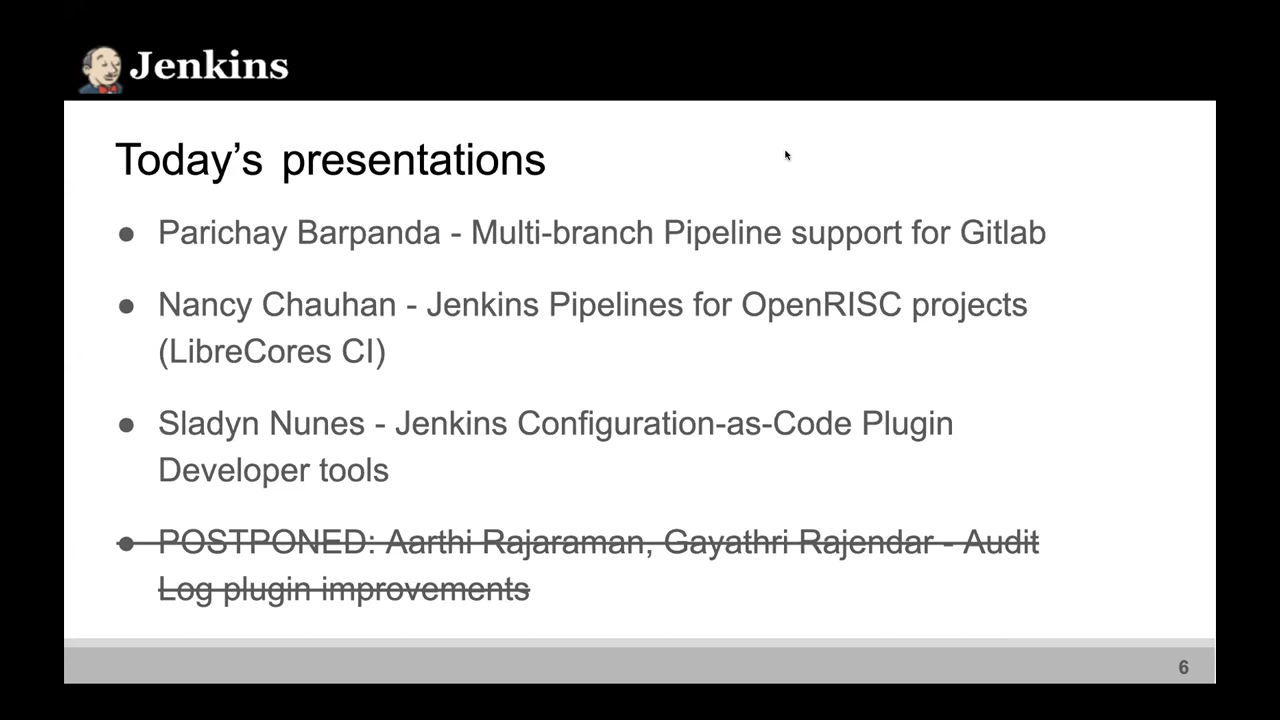 Jenkins
Today’s presentations
● Parichay Barpanda - Multi-branch Pipeline support for Gitlab
● Nancy Chauhan - Jenkins Pipelines for OpenRISC projects
(LibreCores CI)
● Sladyn Nunes - Jenkins Configuration-as-Code Plugin
Developer tools
● POSTPONED: Aarthi Rajaraman, Gayathri Rajendar - Audit
Log plugin improvements
6